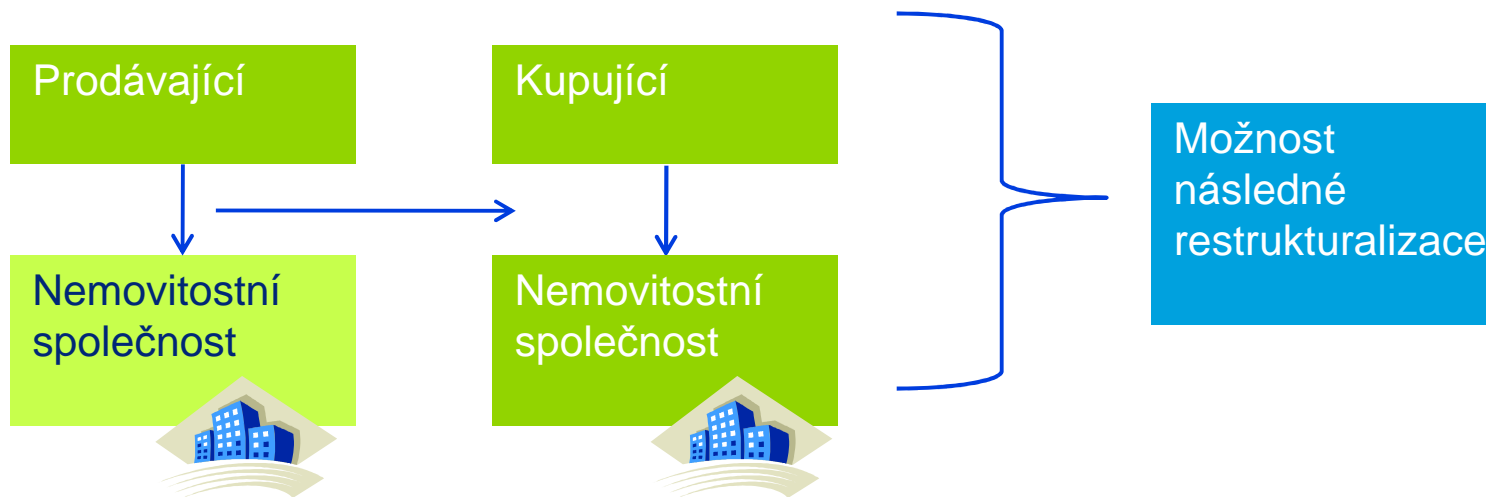 Prodávající
Kupující
Nemovitostní
společnost
Nemovitostní
společnost
Možnost
následné
restrukturalizace